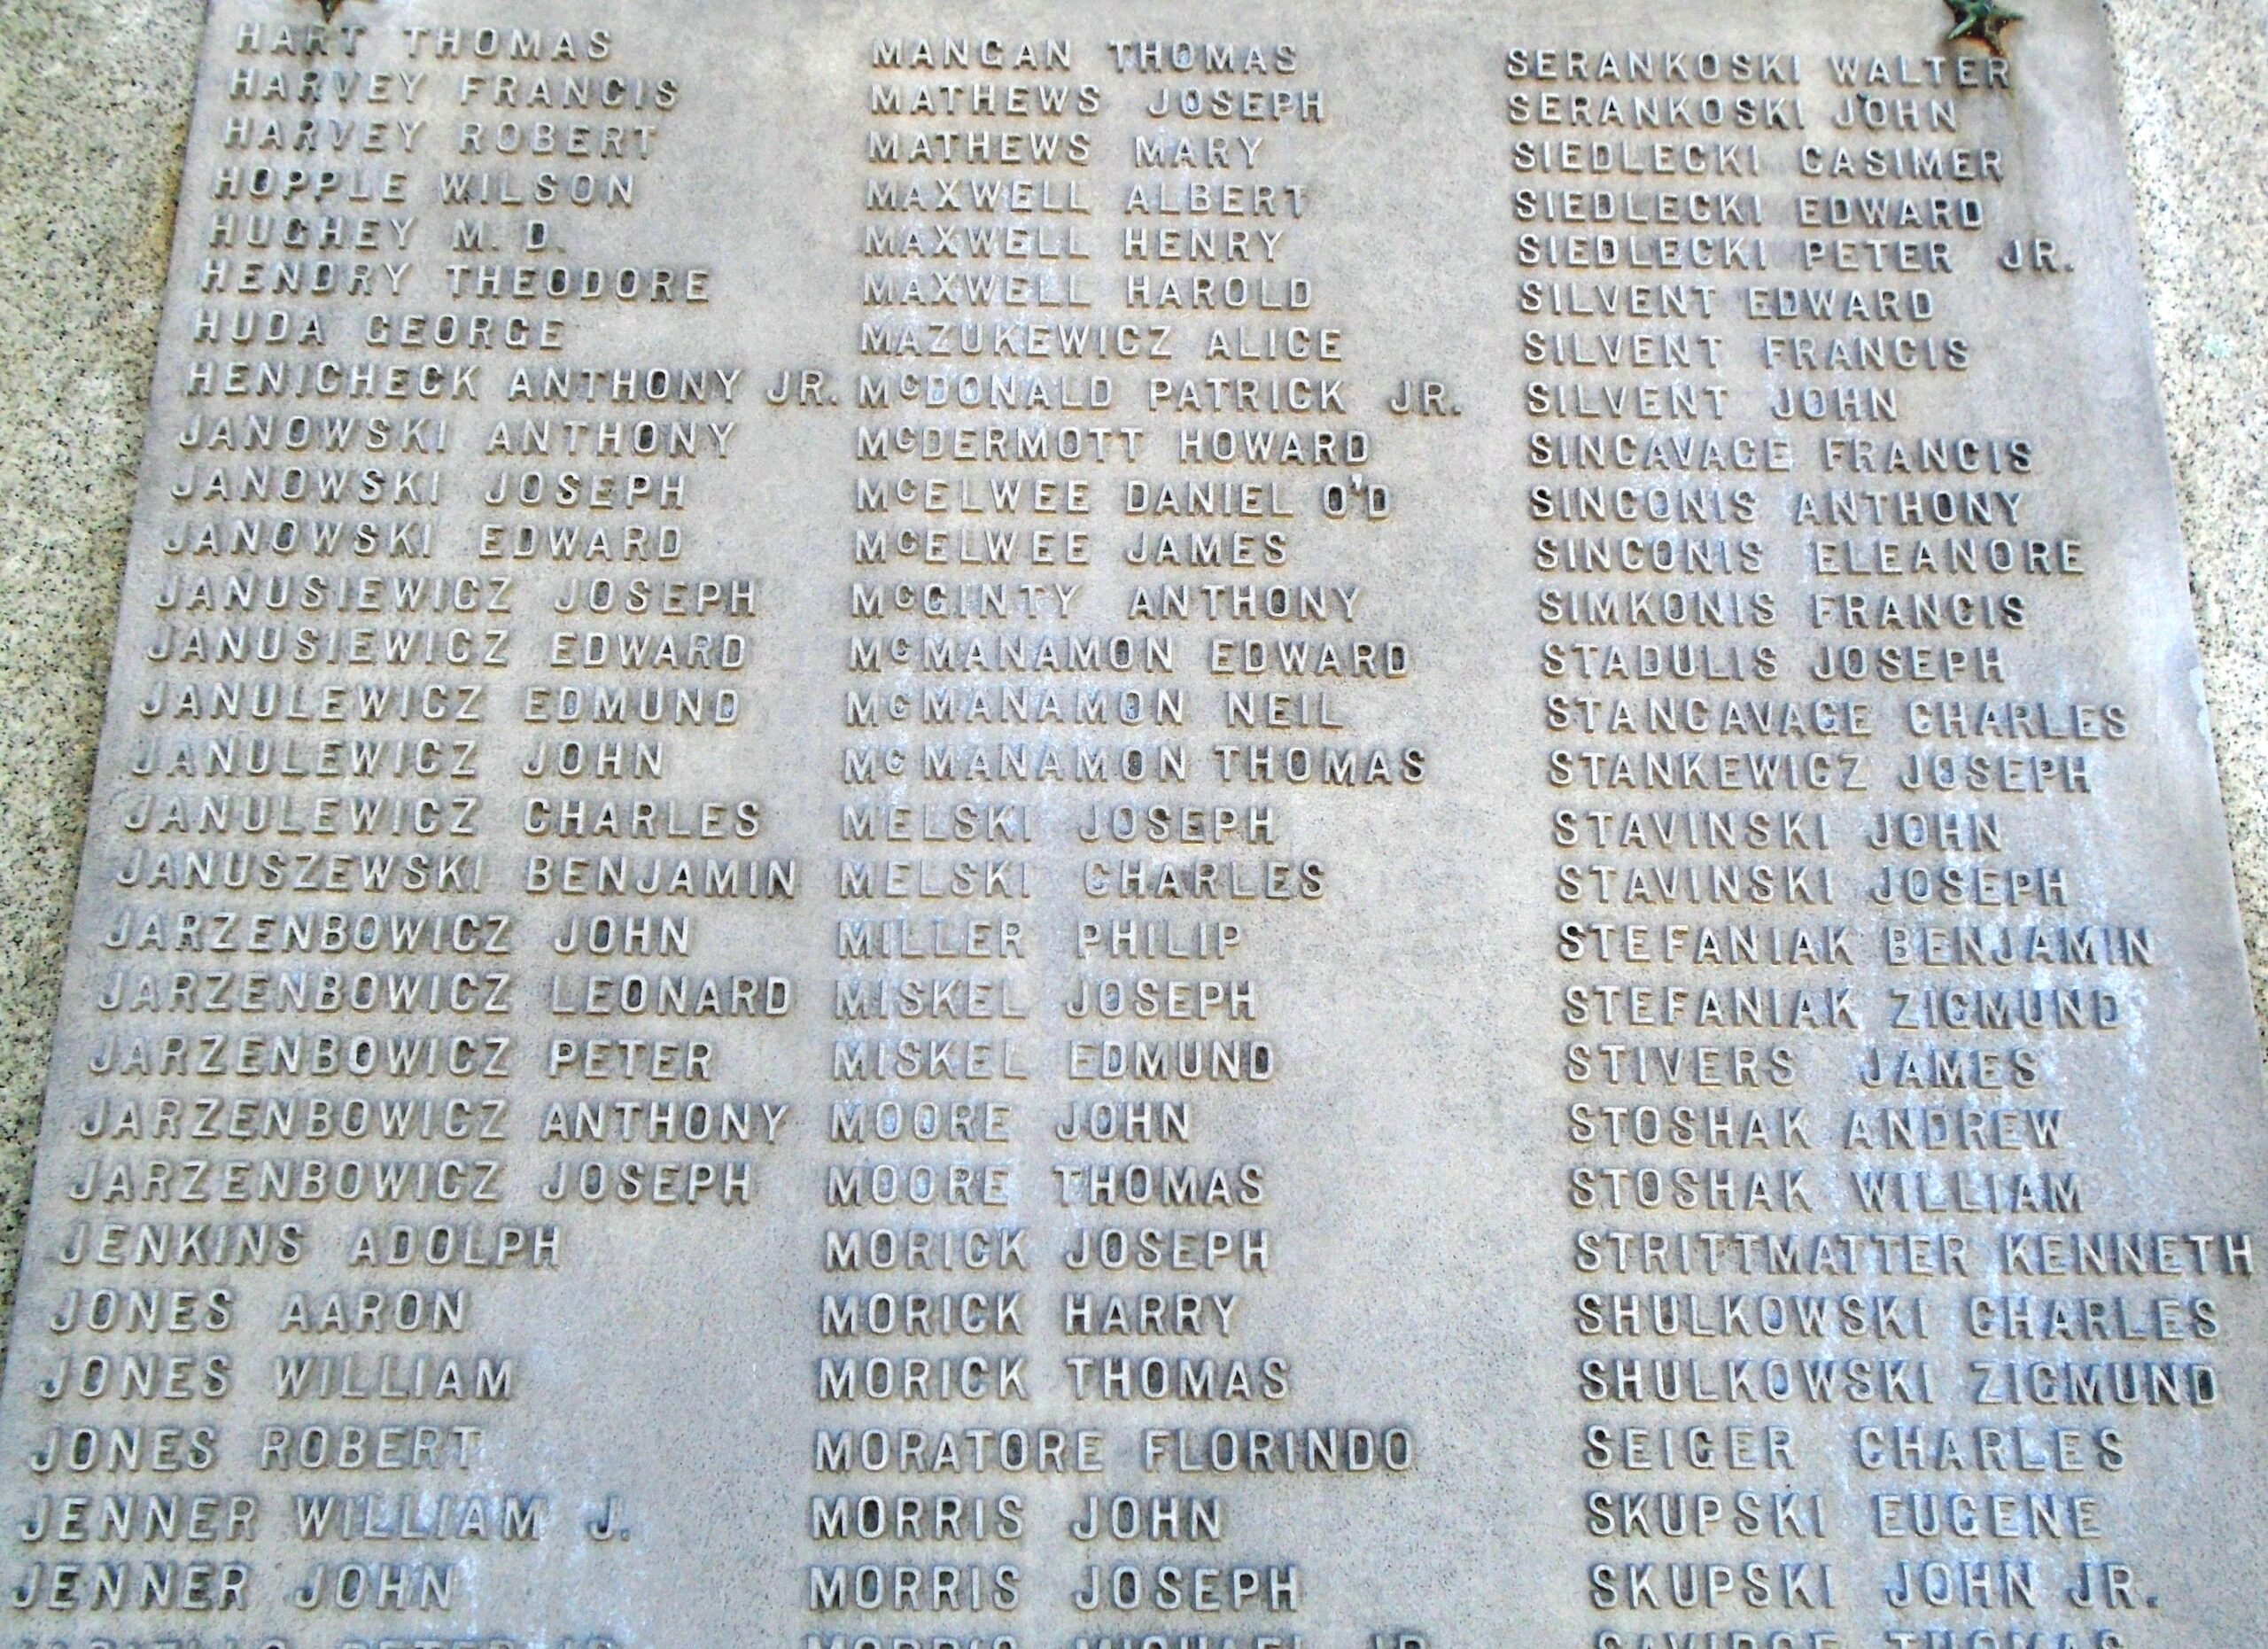 HART THOMAS
HARVEY FRANCIS
HARVEY ROBERT
HOPPLE WILSON
HUGHEY M. D.
HENDRY THEODORE
HUDA GEORGE
HENICHECK ANTHONY JR.
JANOWSKI ANTHONY
JANOWSKI JOSEPH
JANOWSKI EDWARD
JANUSIEWICZ JOSEPH
JANUSIEWICZ EDWARD
JANULEWICZ EDMUND
JANULEWICZ JOHN
JANULEWICZ CHARLES
JANUSZEWSKI BENJAMIN
JARZENBOWICZ JOHN
JARZENBOWICZ LEONARD
JARZENBOWICZ PETER
JARZENBOWICZ ANTHONY
JARZENBOWICZ JOSEPH
JENKINS ADOLPH
JONES AARON
JONES WILLIAM
JONES ROBERT
JENNER WILLIAM J.
JENNER JOHN
MANGAN THOMAS
MATHEWS JOSEPH
MATHEWS MARY
MAXWELL ALBERT
MAXWELL HENRY
MAXWELL HAROLD
MAZUKEWICZ ALICE
McDONALD PATRICK JR.
McDERMOTT HOWARD
McELWEE DANIEL O'D
McELWEE JAMES
McGINTY ANTHONY
McMANAMON EDWARD
McMANAMON NEIL
McMANAMON THOMAS
MELSKI JOSEPH
MELSKI CHARLES
MILLER PHILIP
MISKEL JOSEPH
MISKEL EDMUND
MOORE JOHN
MOORE THOMAS
MORICK JOSEPH
MORICK HARRY
MORICK THOMAS
MORATORE FLORINDO
MORRIS JOHN
MORRIS JOSEPH
MORRIS MICHAEL JR.
SERANKOSKI WALTER
SERANKOSKI JOHN
SIEDLECKI CASIMER
SIEDLECKI EDWARD
SIEDLECKI PETER JR.
SILVENT EDWARD
SILVENT FRANCIS
SILVENT JOHN
SINCAVAGE FRANCIS
SINCONIS ANTHONY
SINCONIS ELEANORE
SIMKONIS FRANCIS
STADULIS JOSEPH
STANCAVAGE CHARLES
STANKEWICZ JOSEPH
STAVINSKI JOHN
STAVINSKI JOSEPH
STEFANIAK BENJAMIN
STEFANIAK ZIGMUND
STIVERS JAMES
STOSHAK ANDREW
STOSHAK WILLIAM
STRITTMATTER KENNETH
SHULKOWSKI CHARLES
SHULKOWSKI ZIGMUND
SEIGER CHARLES
SKUPSKI EUGENE
SKUPSKI JOHN JR.
THOMAS